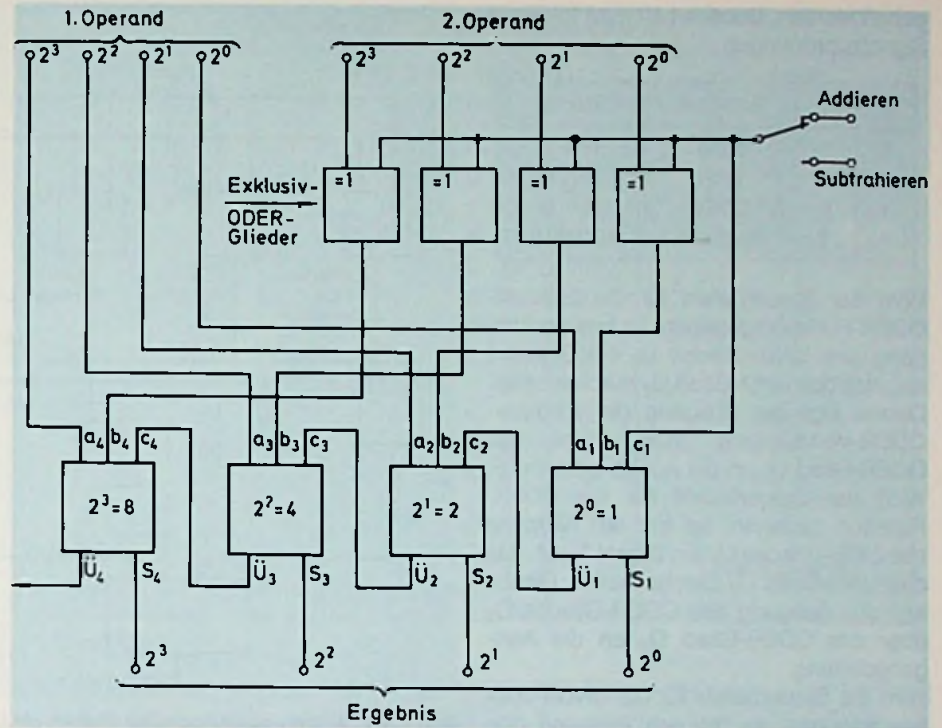 1.Operand 2.Operand
2³ 2² 2¹ 2⁰ 2³ 2² 2¹ 2⁰
Addieren
Subtrahieren
=1 =1 =1 =1
Exklusiv-
ODER-
Glieder
a₄ b₄ c₄ a₃ b₃ c₃ a₂ b₂ c₂ a₁ b₁ c₁
2³=8 2²=4 2¹=2 2⁰=1
Ü₄ S₄ Ü₃ S₃ Ü₂ S₂ Ü₁ S₁
2³ 2² 2¹ 2⁰
Ergebnis